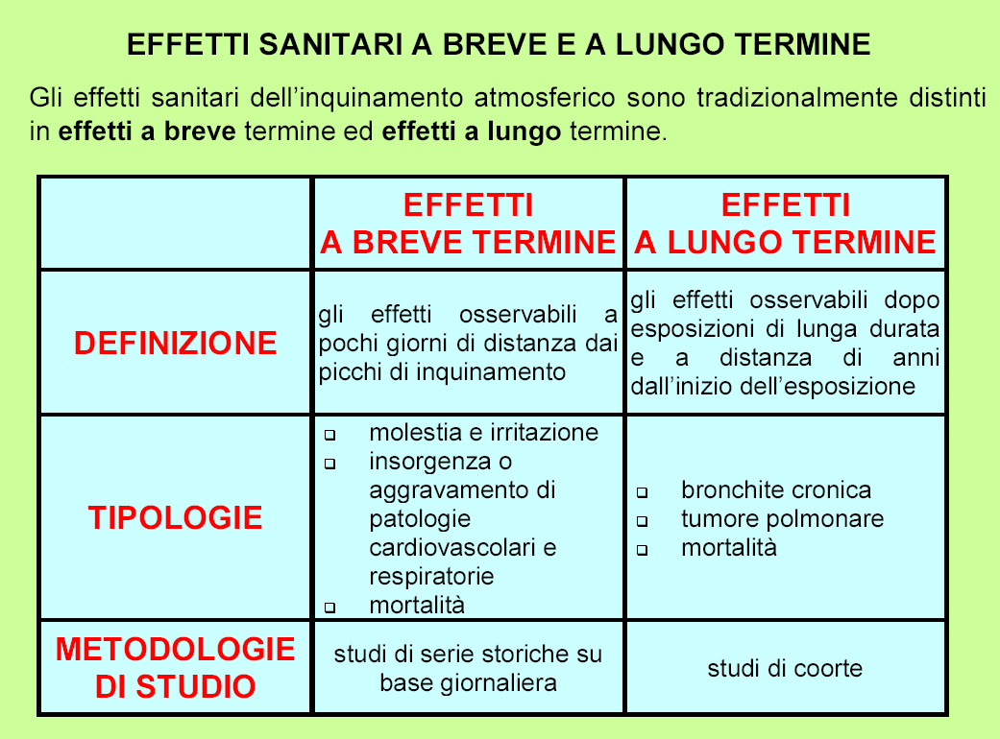 EFFETTI SANITARI A BREVE E A LUNGO TERMINE
Gli effetti sanitari dell'inquinamento atmosferico sono tradizionalmente distinti
in effetti a breve termine ed effetti a lungo termine.
EFFETTI
A BREVE TERMINE
EFFETTI
A LUNGO TERMINE
DEFINIZIONE
gli effetti osservabili a
pochi giorni di distanza dai
picchi di inquinamento
gli effetti osservabili dopo
esposizioni di lunga durata
e a distanza di anni
dall'inizio dell'esposizione
TIPOLOGIE
molestia e irritazione
insorgenza o
aggravamento di
patologie
cardiovascolari e
respiratorie
mortalità
bronchite cronica
tumore polmonare
mortalità
METODOLOGIE
DI STUDIO
studi di serie storiche su
base giornaliera
studi di coorte